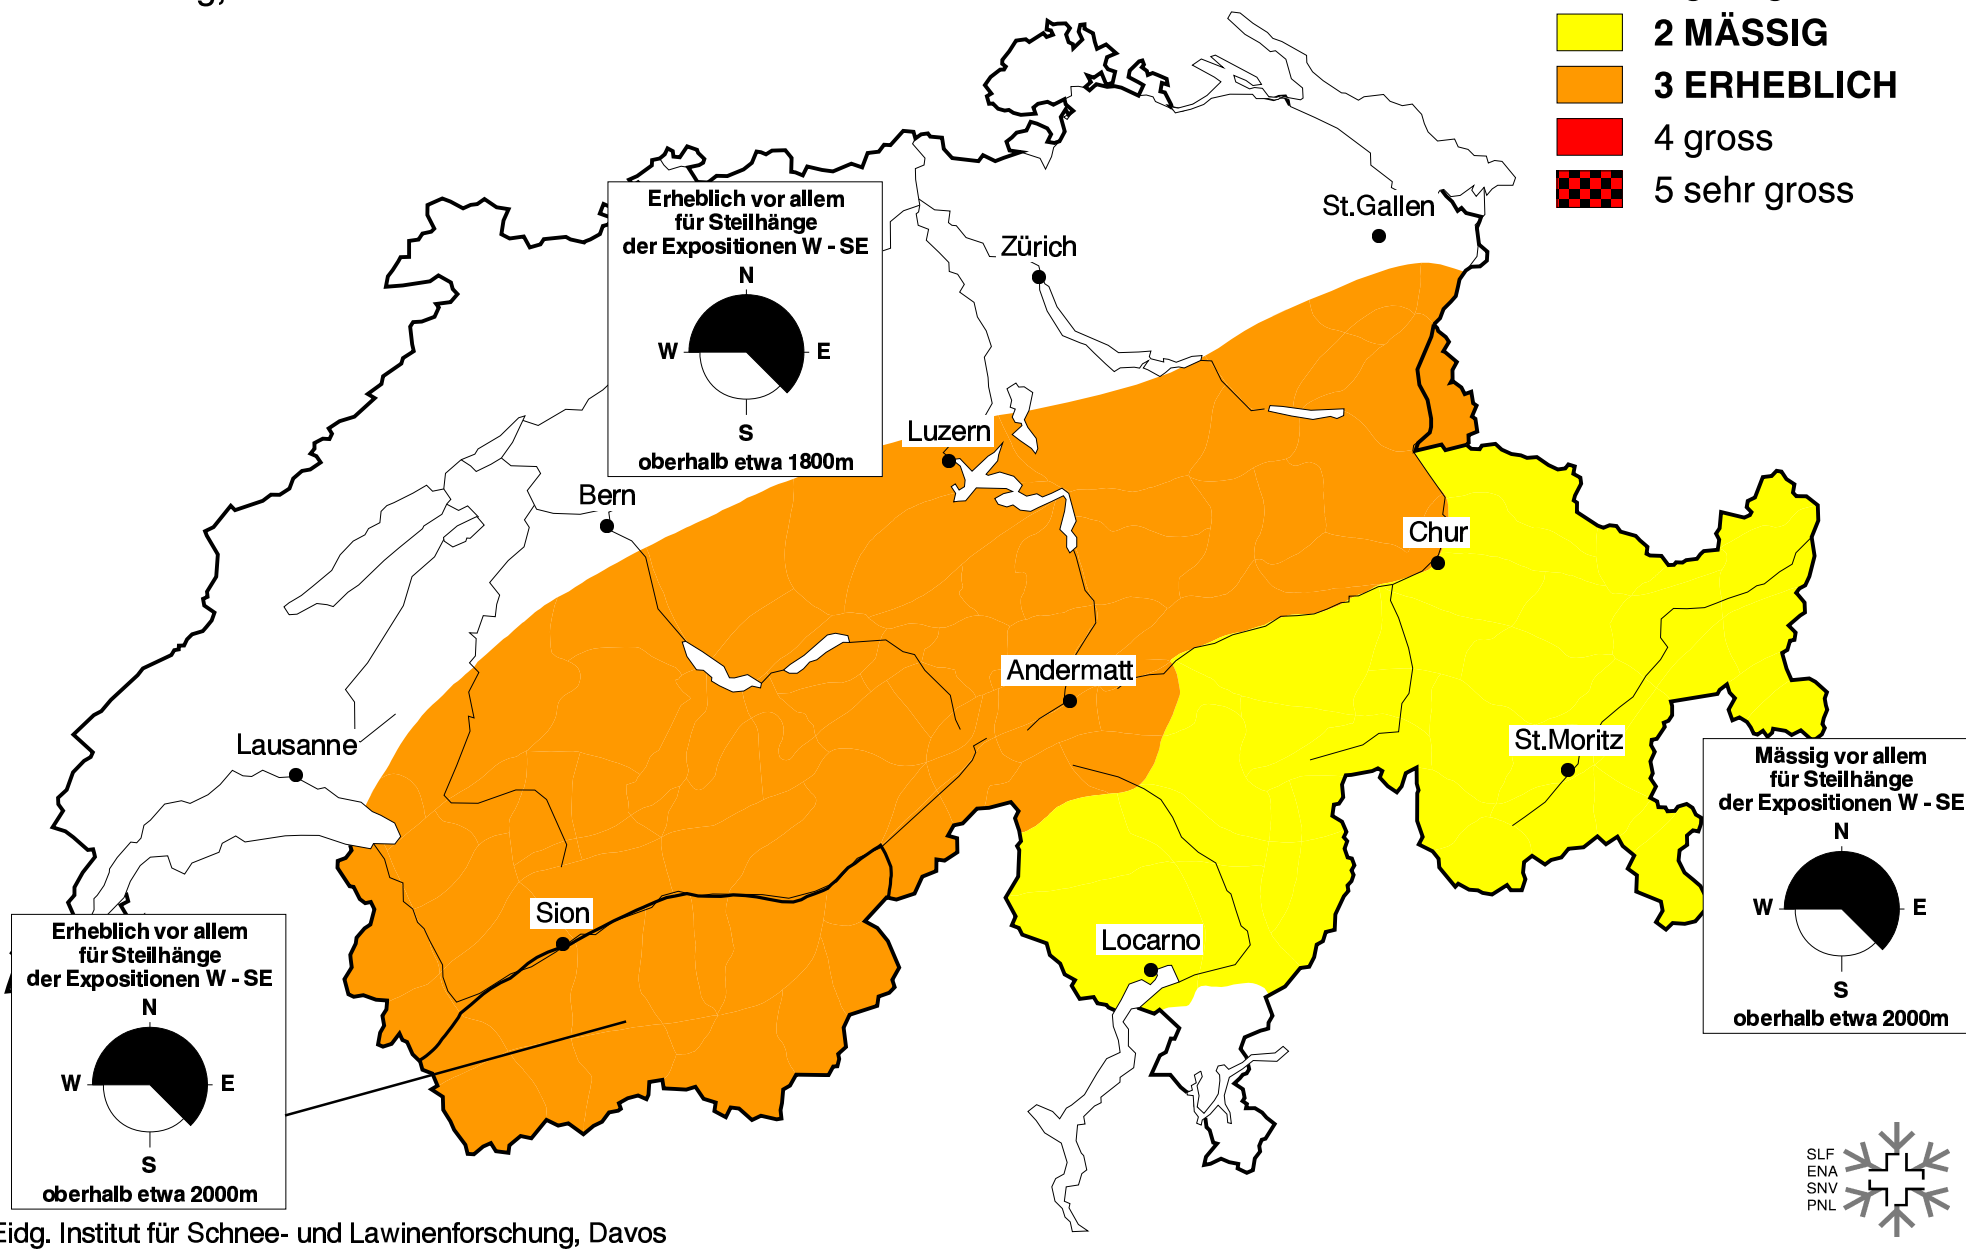 2 MÄSSIG
3 ERHEBLICH
4 gross
5 sehr gross
Erheblich vor allem
für Steilhänge
der Expositionen W - SE
N
W
E
S
oberhalb etwa 1800m
St.Gallen
Zürich
Luzern
Bern
Chur
Andermatt
Lausanne
St.Moritz
Sion
Locarno
Mässig vor allem
für Steilhänge
der Expositionen W - SE
N
W
E
S
oberhalb etwa 2000m
Erheblich vor allem
für Steilhänge
der Expositionen W - SE
N
W
E
S
oberhalb etwa 2000m
SLF
ENA
SNV
PNL
Eidg. Institut für Schnee- und Lawinenforschung, Davos